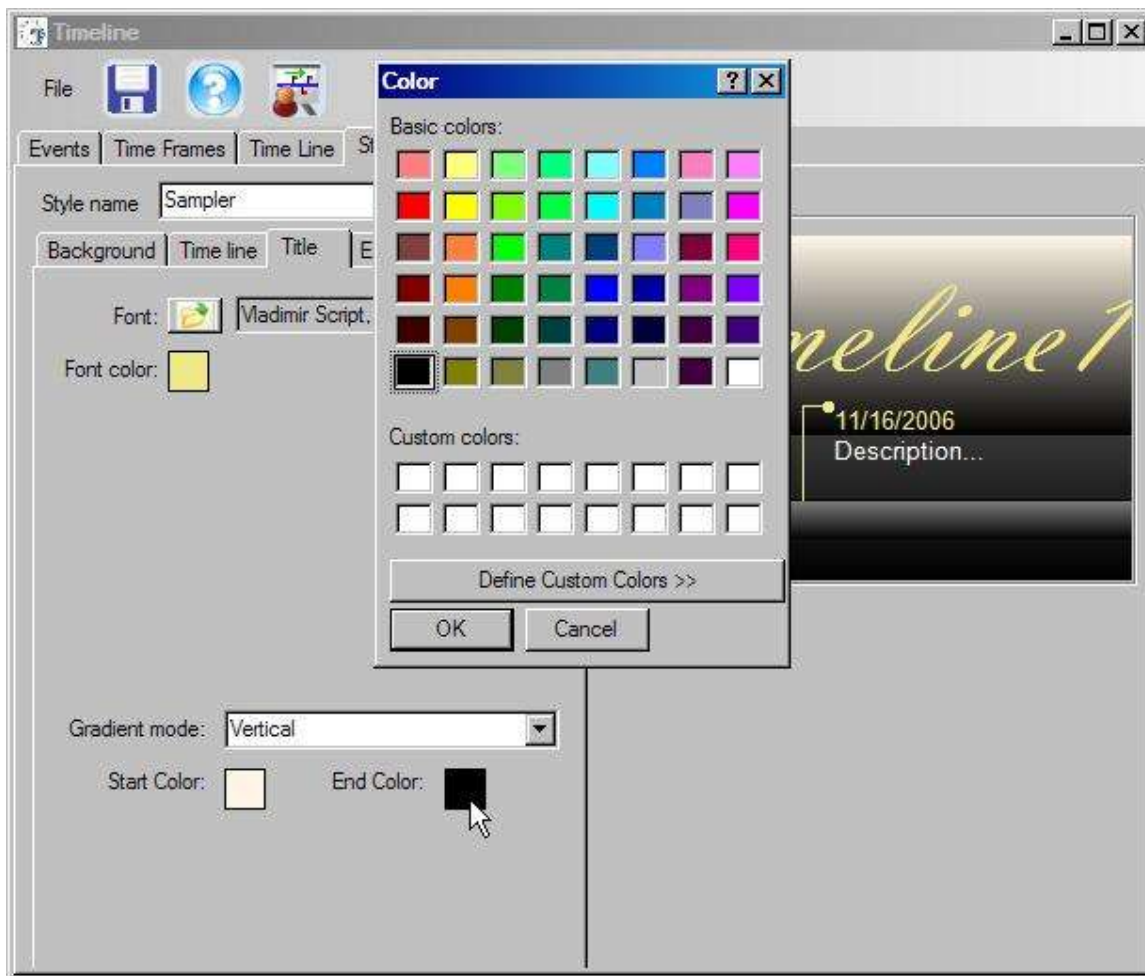 Timeline
File
Color
Basic colors:
Events
Time Frames
Time Line
St
Style name
Sampler
Background
Time line
Title
E
Font:
Vladimir Script,
Font color:
meline1
11/16/2006
Description...
Custom colors:
Define Custom Colors >>
OK
Cancel
Gradient mode:
Vertical
Start Color:
End Color: